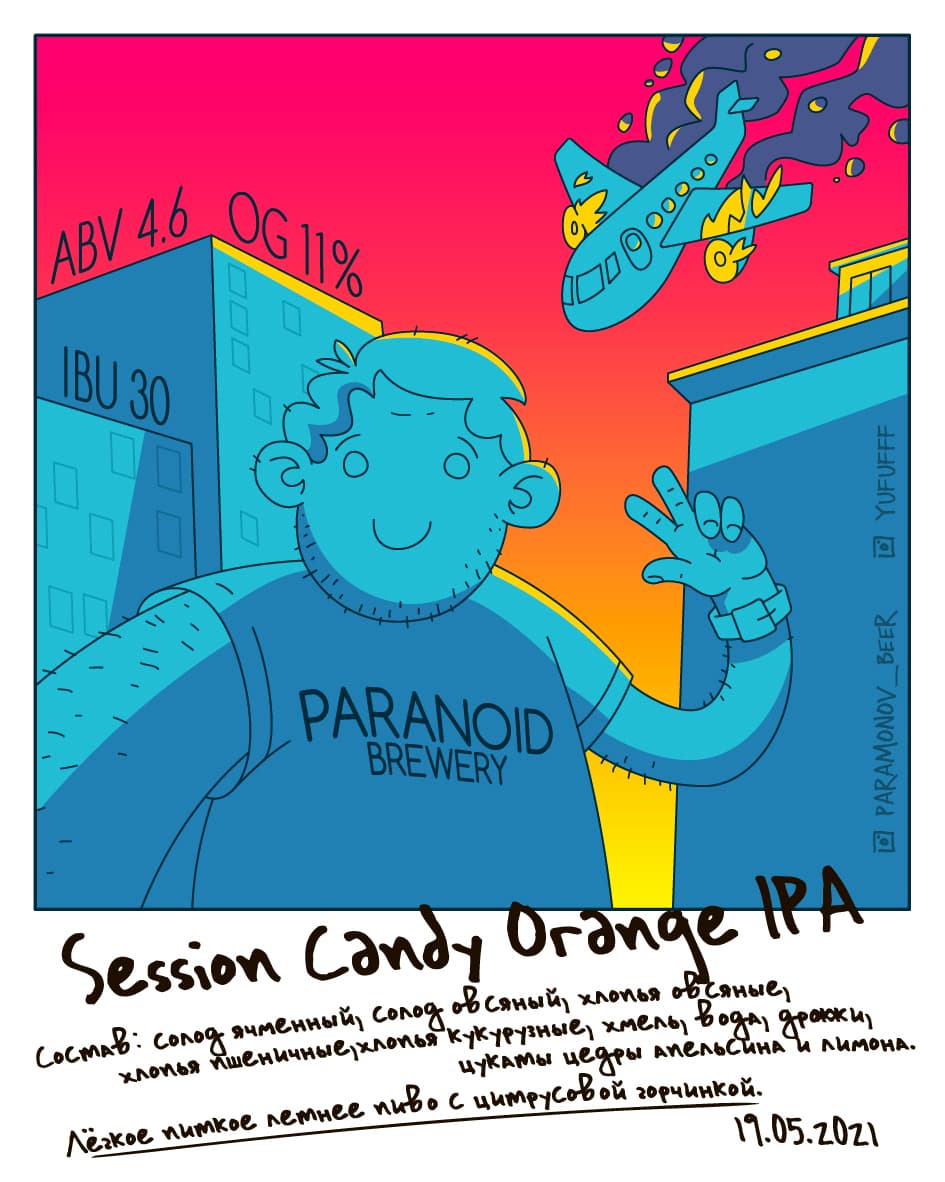 ABV 4.6 OG 11%
IBU 30
YUFUFFF
PARAMONOV_BEER
PARANOID
BREWERY
Session Candy Orange IPA
Состав: солод ячменный, солод овсяный, хлопья овсяные,
хлопья пшеничные, хлопья кукурузные, хмель, вода, дрожжи,
цукаты цедры апельсина и лимона.
Лёгкое питкое летнее пиво с цитрусовой горчинкой.
19.05.2021